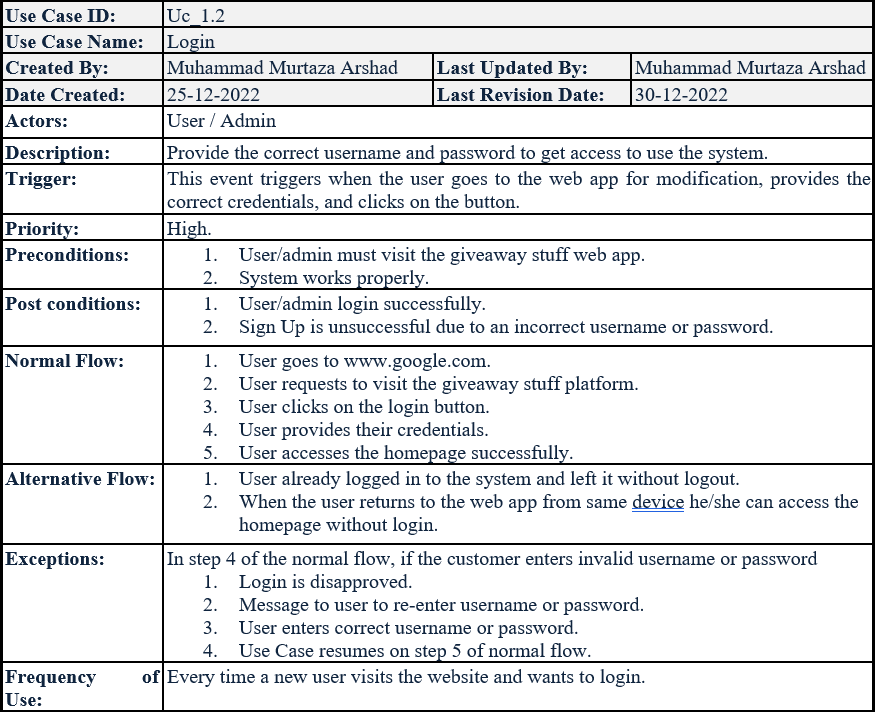 Use Case ID: Uc_1.2
Use Case Name: Login
Created By: Muhammad Murtaza Arshad Last Updated By: Muhammad Murtaza Arshad
Date Created: 25-12-2022 Last Revision Date: 30-12-2022
Actors: User / Admin
Description: Provide the correct username and password to get access to use the system.
Trigger: This event triggers when the user goes to the web app for modification, provides the
correct credentials, and clicks on the button.
Priority: High.
Preconditions: 1. User/admin must visit the giveaway stuff web app.
2. System works properly.
Post conditions: 1. User/admin login successfully.
2. Sign Up is unsuccessful due to an incorrect username or password.
Normal Flow: 1. User goes to www.google.com.
2. User requests to visit the giveaway stuff platform.
3. User clicks on the login button.
4. User provides their credentials.
5. User accesses the homepage successfully.
Alternative Flow: 1. User already logged in to the system and left it without logout.
2. When the user returns to the web app from same device he/she can access the
homepage without login.
Exceptions: In step 4 of the normal flow, if the customer enters invalid username or password
1. Login is disapproved.
2. Message to user to re-enter username or password.
3. User enters correct username or password.
4. Use Case resumes on step 5 of normal flow.
Frequency of Every time a new user visits the website and wants to login.
Use: